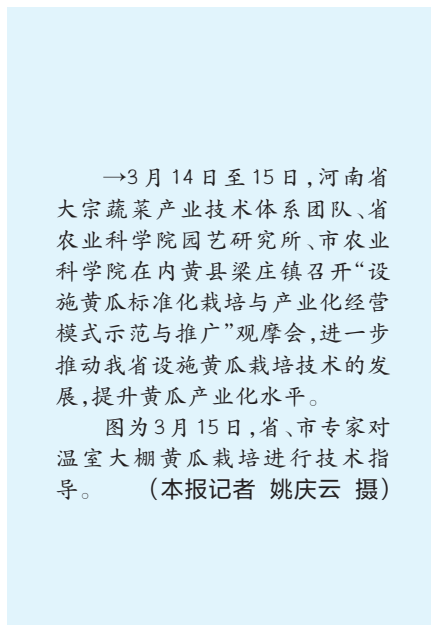 →3月14日至15日,河南省
大宗蔬菜产业技术体系团队、省
农业科学院园艺研究所、市农业
科学院在内黄县梁庄镇召开“设
施黄瓜标准化栽培与产业化经营
模式示范与推广”观摩会,进一步
推动我省设施黄瓜栽培技术的发
展,提升黄瓜产业化水平。
图为3月15日,省、市专家对
温室大棚黄瓜栽培进行技术指
导。 (本报记者 姚庆云 摄)